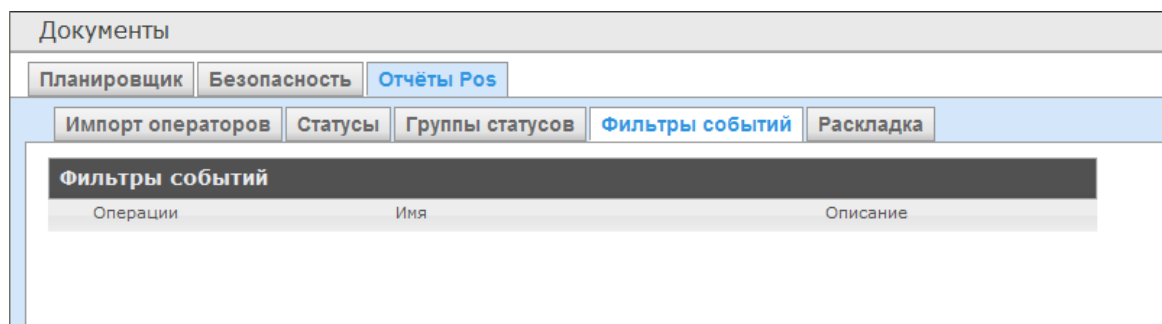 Документы
Планировщик Безопасность Отчёты Pos
Импорт операторов Статусы Группы статусов Фильтры событий Раскладка
Фильтры событий
Операции Имя Описание